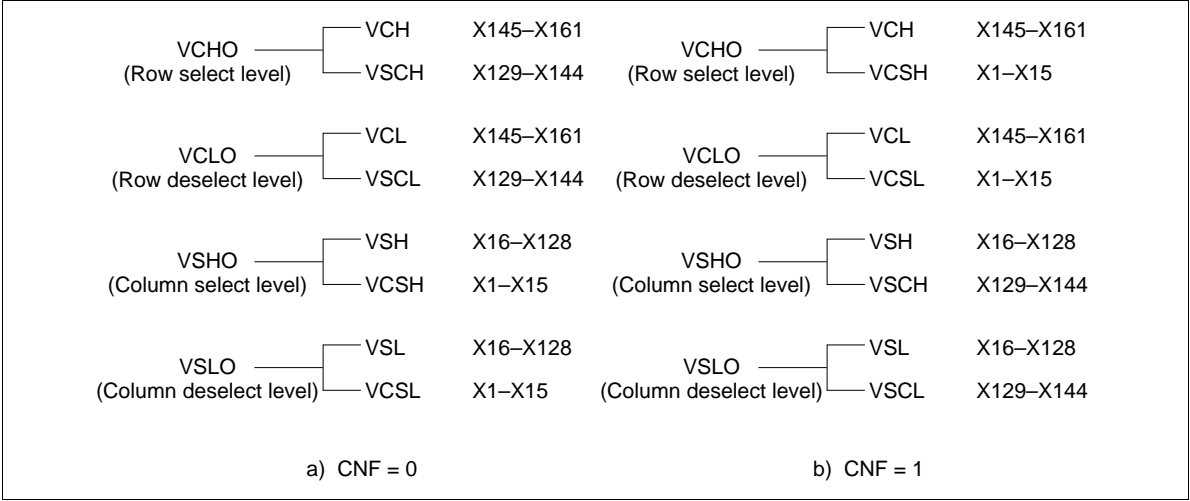 VCHO
(Row select level)
VCH X145–X161
VSCH X129–X144
VCLO
(Row deselect level)
VCL X145–X161
VSCL X129–X144
VSHO
(Column select level)
VSH X16–X128
VCSH X1–X15
VSLO
(Column deselect level)
VSL X16–X128
VCSL X1–X15
a) CNF = 0
VCHO
(Row select level)
VCH X145–X161
VCSH X1–X15
VCLO
(Row deselect level)
VCL X145–X161
VCSL X1–X15
VSHO
(Column select level)
VSH X16–X128
VSCH X129–X144
VSLO
(Column deselect level)
VSL X16–X128
VSCL X129–X144
b) CNF = 1